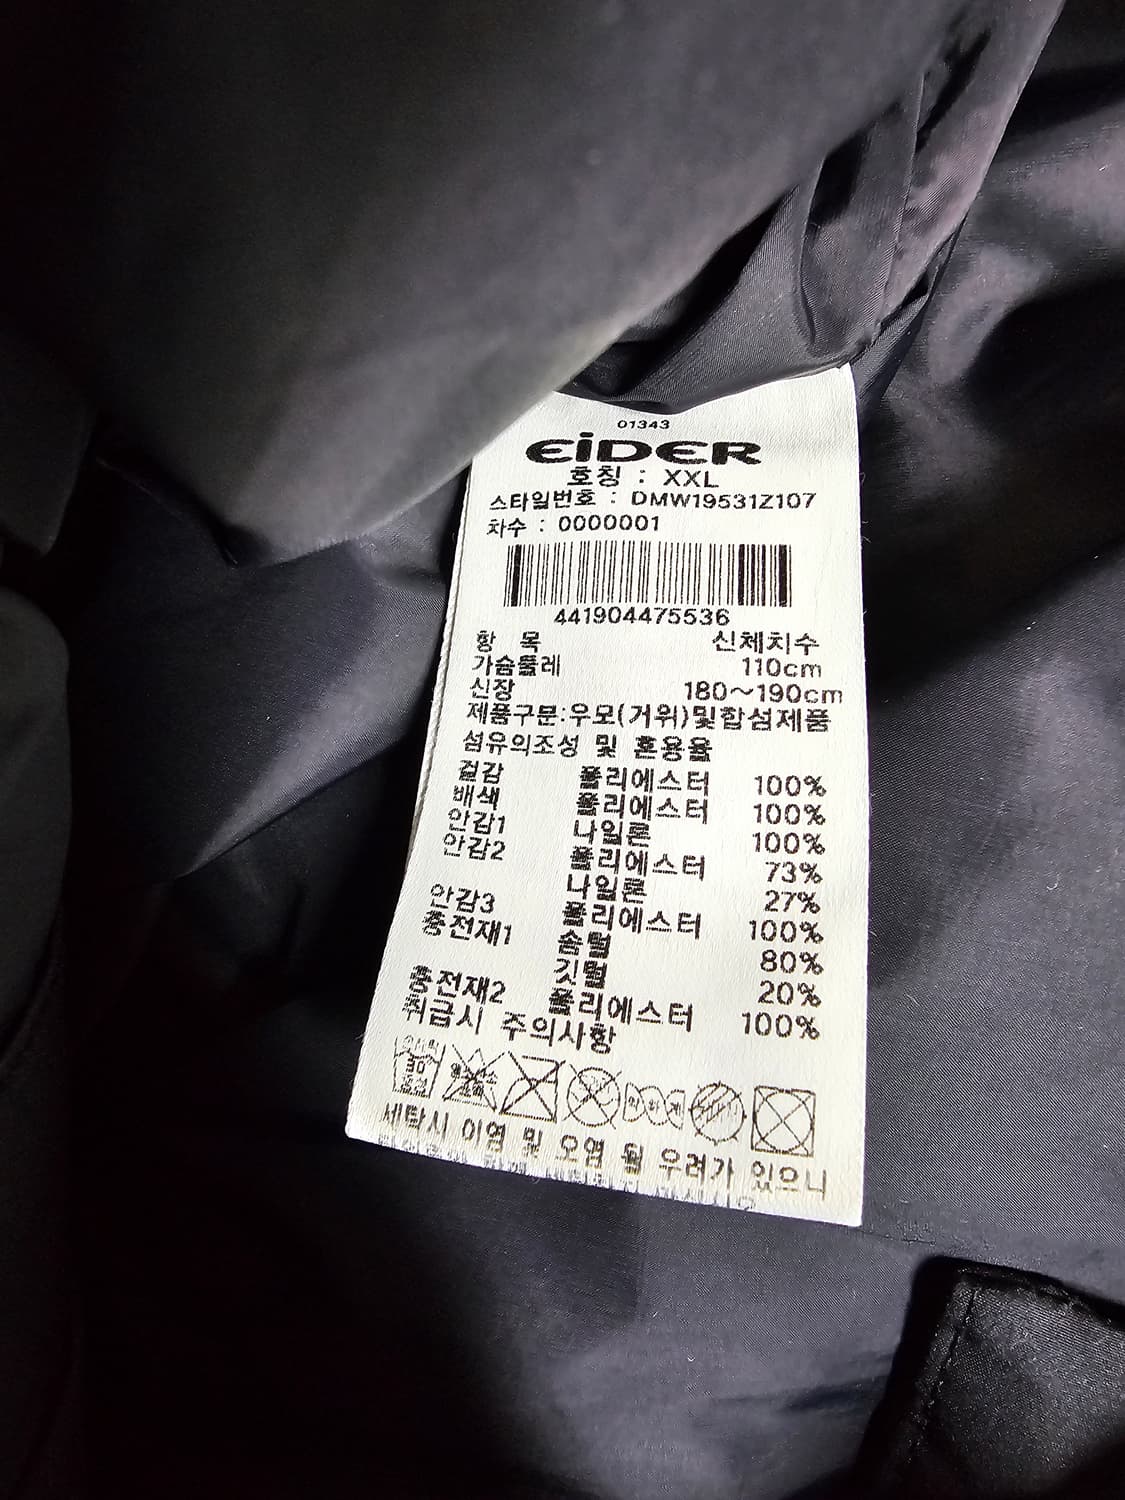 01343
EiDER
호칭 : XXL
스타일번호 : DMW19531Z107
차수 : 0000001
441904475536
항 목 신체치수
가슴둘레 110cm
신장 180~190cm
제품구분:우모(거위)및합섬제품
섬유의조성 및 혼용율
겉감 폴리에스터 100%
배색 폴리에스터 100%
안감1 나일론 100%
안감2 폴리에스터 73%
나일론 27%
안감3 폴리에스터 100%
충전재1 솜털 80%
깃털 20%
충전재2 폴리에스터 100%
취급시 주의사항
30°
세탁시 이염 및 오염 될 우려가 있으니